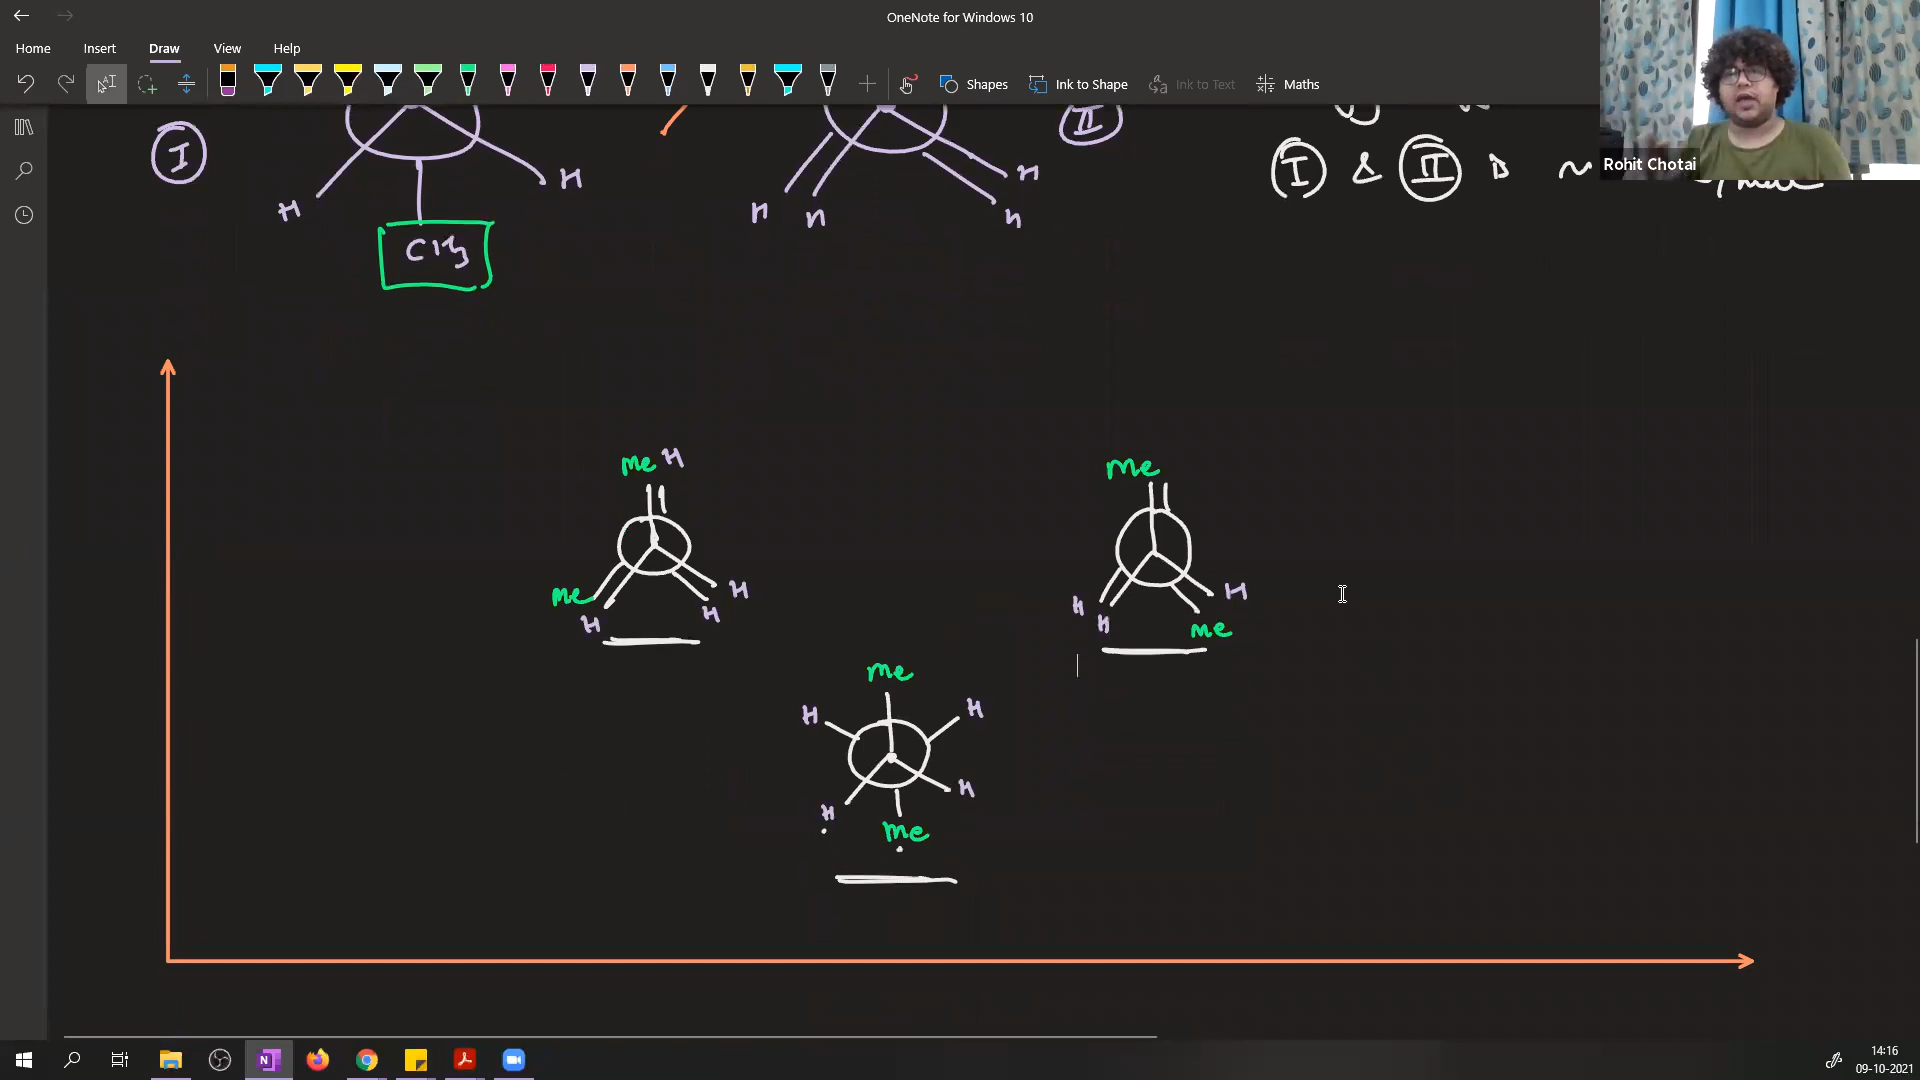 OneNote for Windows 10
Home Insert Draw View Help
Shapes Ink to Shape Ink to Text Maths
Rohit Chotai
I
H
CH3
H
II
H
H
H
H
I & II
Me H
Me
H
H
H
Me
H
H
H
Me
Me
H
H
H
H
Me
14:16
09-10-2021